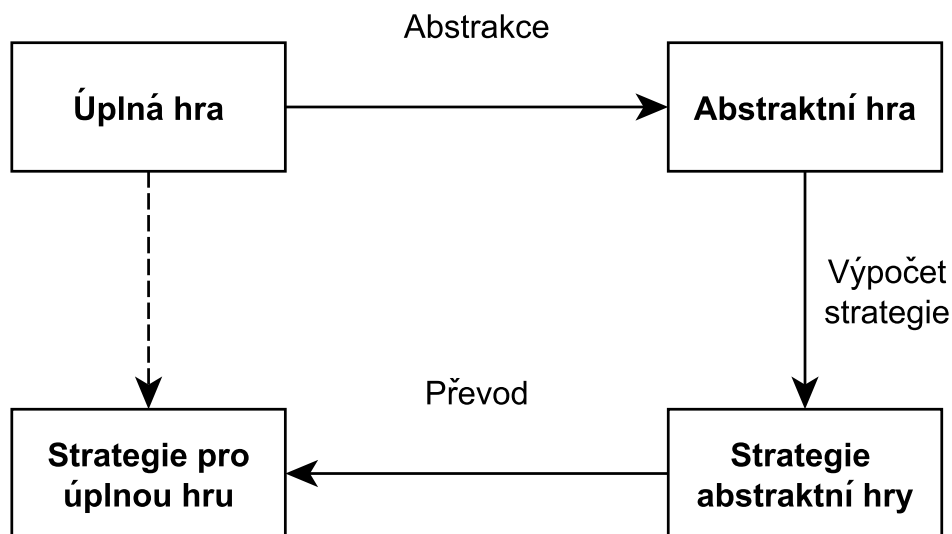 Abstrakce
Úplná hra
Abstraktní hra
Výpočet
strategie
Převod
Strategie pro
úplnou hru
Strategie
abstraktní hry